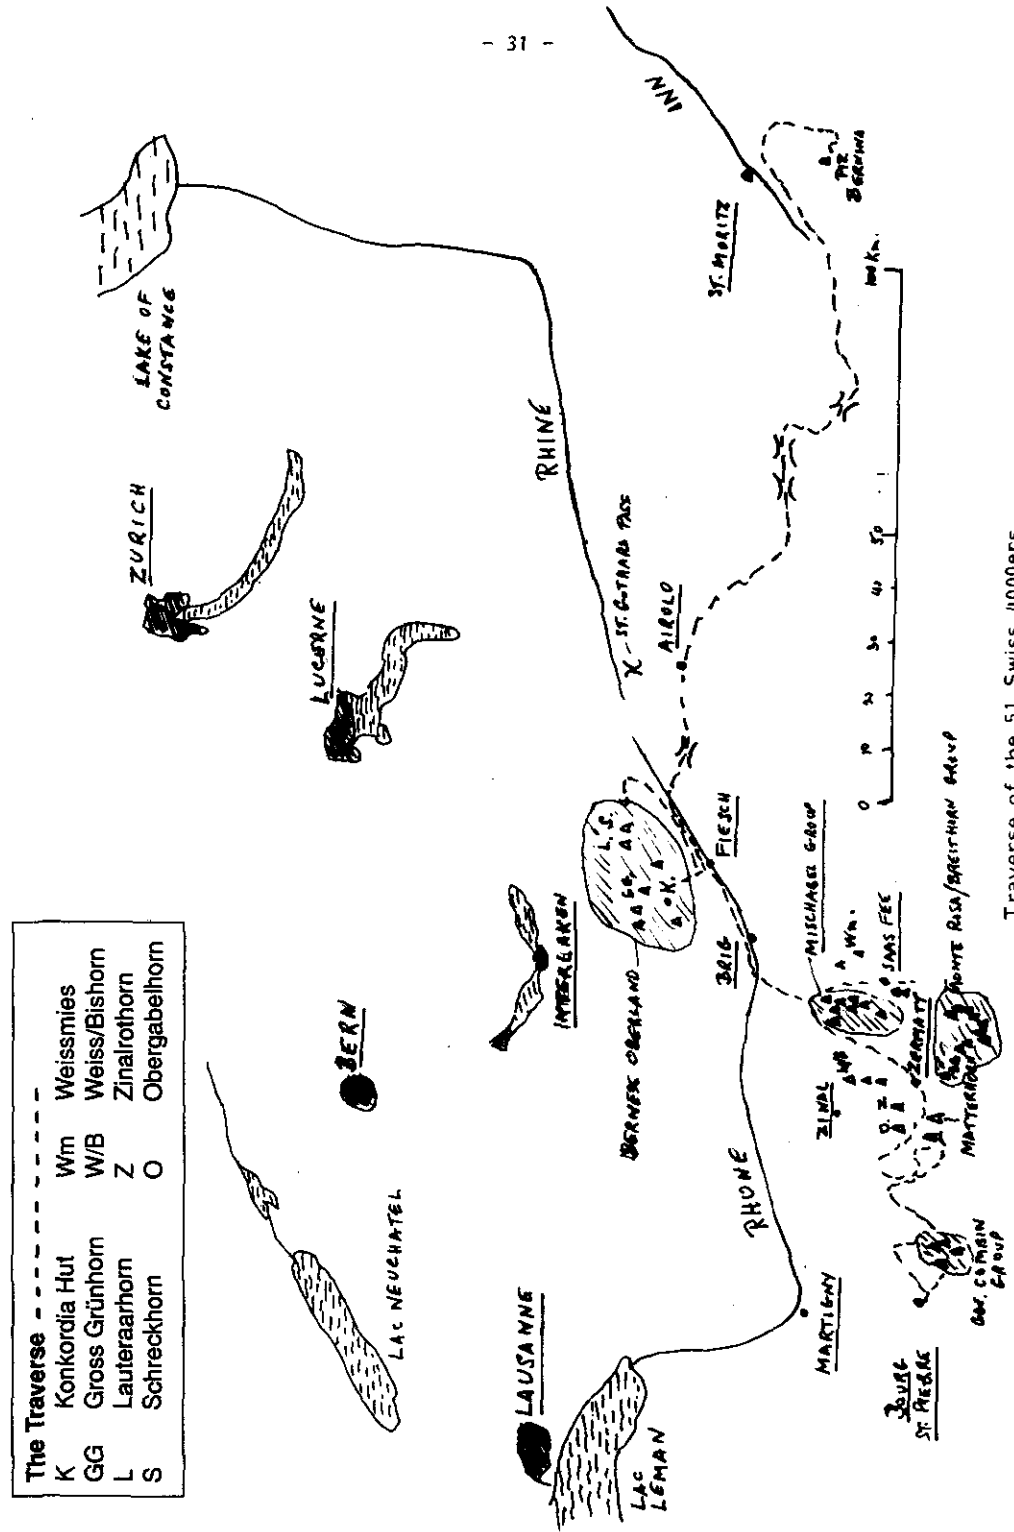 - 31 -
The Traverse - - - - - - - - -
K Konkordia Hut Wm Weissmies
GG Gross Grünhorn W/B Weiss/Bishorn
L Lauteraarhorn Z Zinalrothorn
S Schreckhorn O Obergabelhorn
LAKE OF
CONSTANCE
ZURICH
LUCERNE
BERN
LAC NEUCHATEL
INTERLAKEN
LAUSANNE
LAC
LEMAN
RHINE
INN
ST. MORITZ
PIZ
BERNINA
ST. GOTHARD PASS
AIROLO
BERNESE OBERLAND
L. S.
GG.
K.
FIESCH
BRIG
RHONE
MARTIGNY
MISCHABEL GROUP
Wm.
SAAS FEE
ZINAL
WB
O. Z
ZERMATT
MATTERHORN
MONTE ROSA/BREITHORN GROUP
BOURG
ST. PIERRE
COMBIN
GROUP
0 10 20 30 40 50 100 Km.
Traverse of the 51 Swiss 4000ers